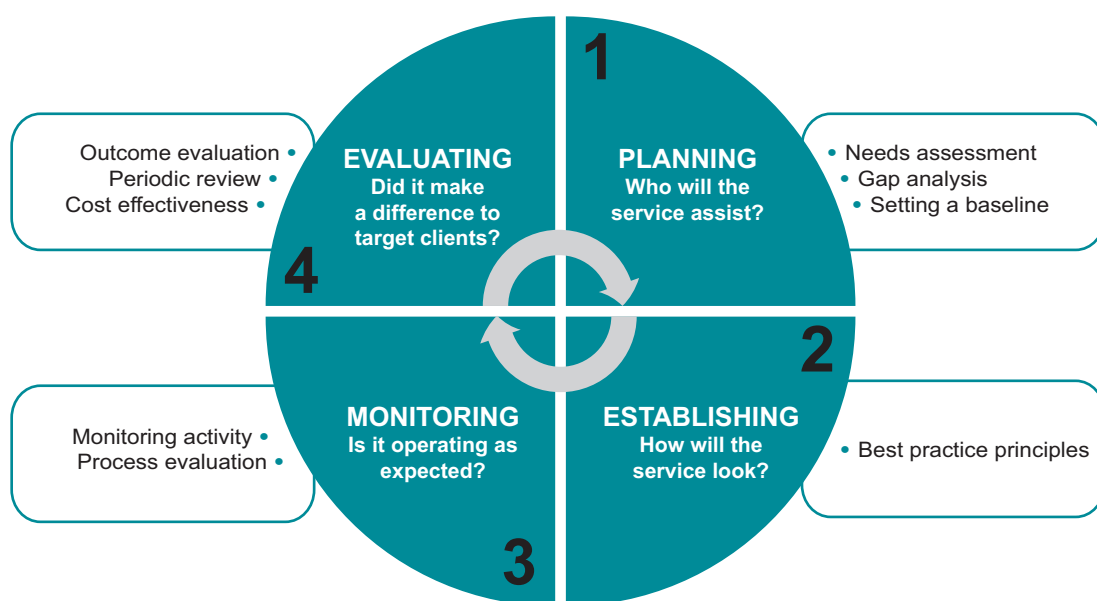 1
PLANNING
Who will the
service assist?
• Needs assessment
• Gap analysis
• Setting a baseline
2
ESTABLISHING
How will the
service look?
• Best practice principles
3
MONITORING
Is it operating as
expected?
Monitoring activity •
Process evaluation •
4
EVALUATING
Did it make
a difference to
target clients?
Outcome evaluation •
Periodic review •
Cost effectiveness •